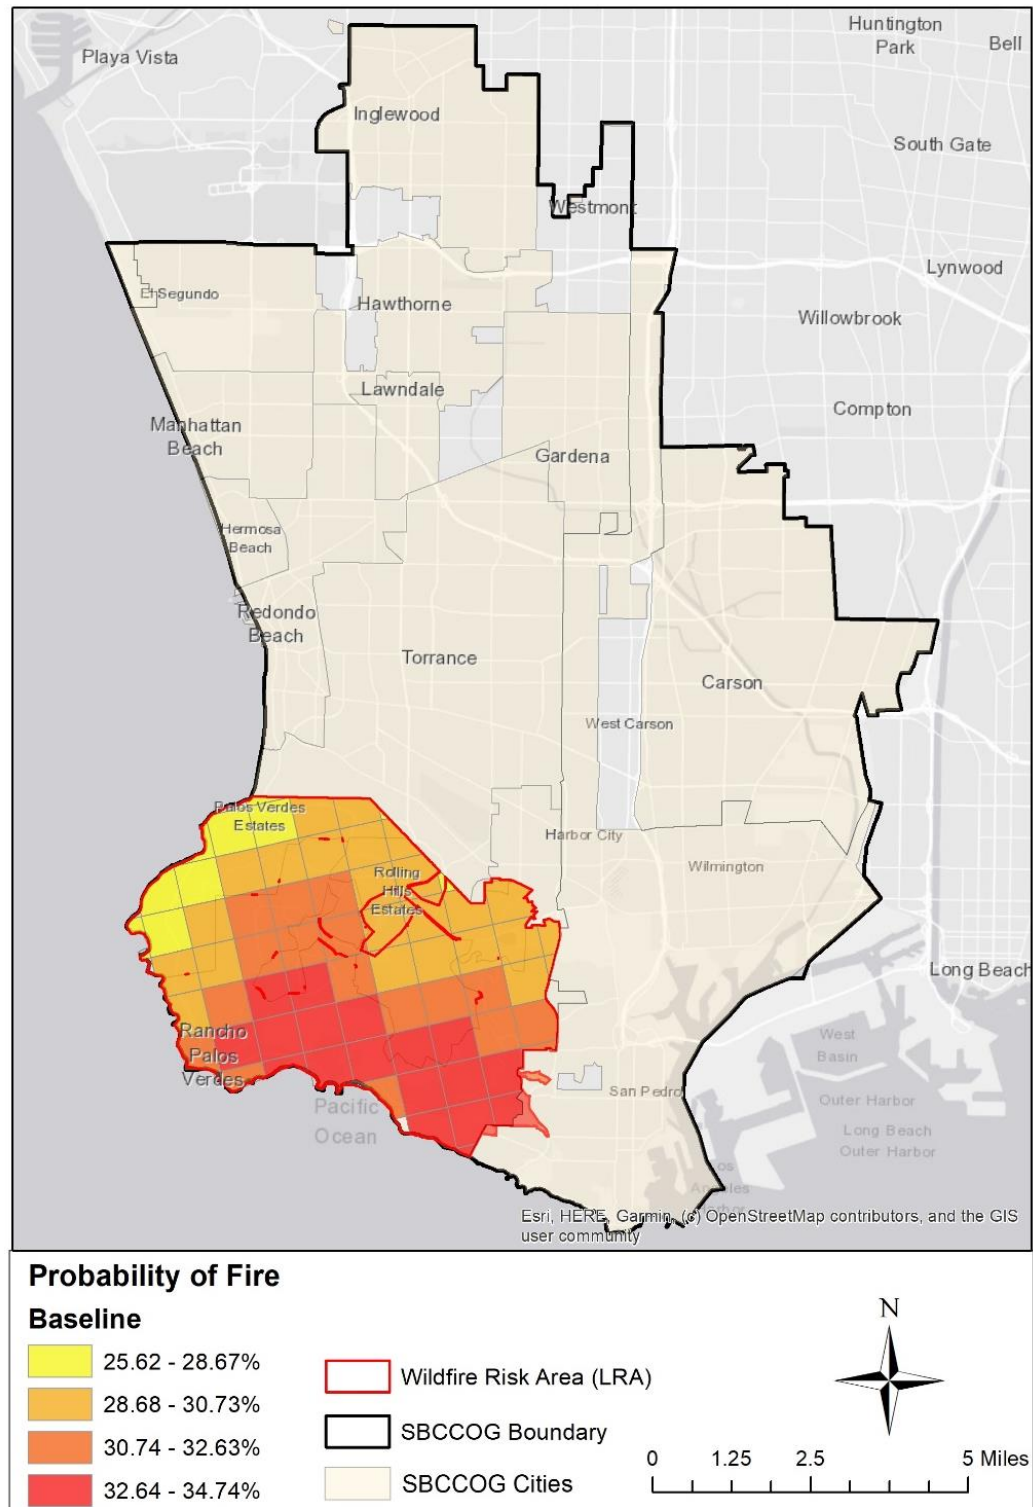 Huntington
Park
Bell
Playa Vista
Inglewood
South Gate
Westmont
Lynwood
El Segundo
Hawthorne
Willowbrook
Lawndale
Compton
Manhattan
Beach
Gardena
Hermosa
Beach
Redondo
Beach
Torrance
Carson
West Carson
Palos Verdes
Estates
Harbor City
Wilmington
Rolling
Hills
Estates
Long Beach
Rancho
Palos
Verdes
West
Basin
San Pedro
Outer Harbor
Pacific
Ocean
Long Beach
Outer Harbor
Esri, HERE, Garmin, (c) OpenStreetMap contributors, and the GIS
user community
Probability of Fire
Baseline
25.62 - 28.67%
28.68 - 30.73%
30.74 - 32.63%
32.64 - 34.74%
Wildfire Risk Area (LRA)
SBCCOG Boundary
SBCCOG Cities
N
0 1.25 2.5 5 Miles